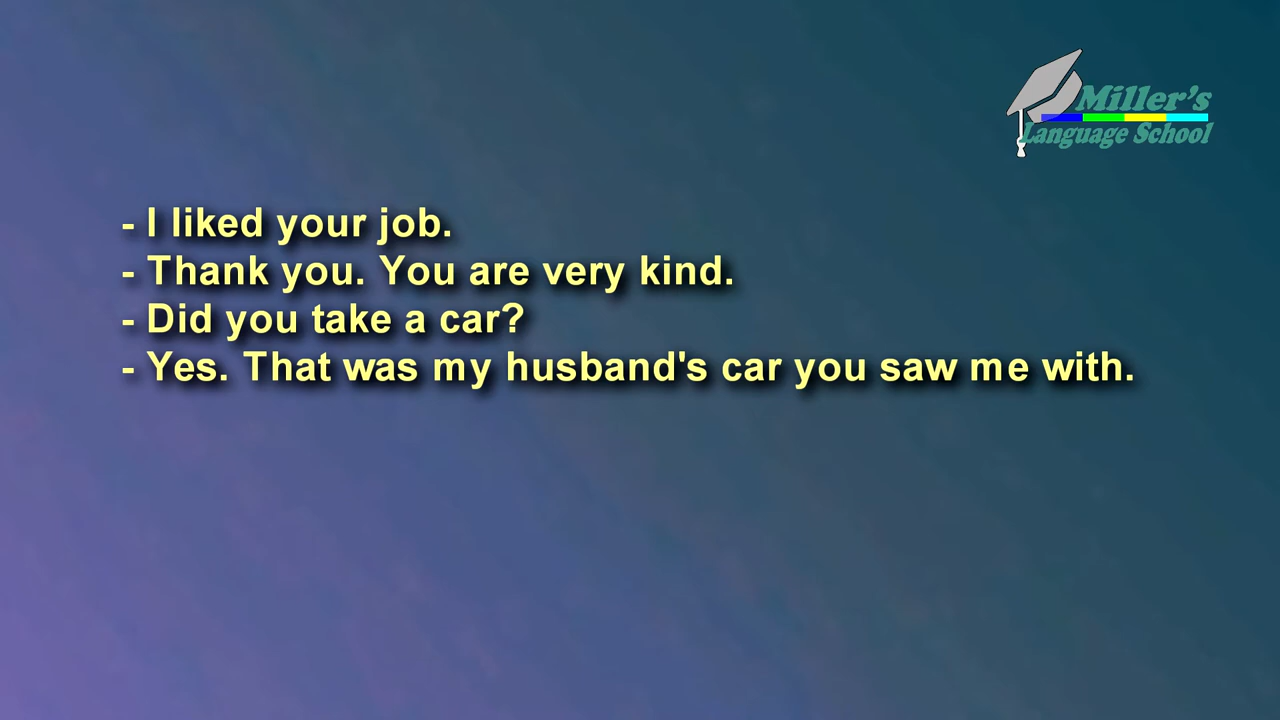 Miller's
Language School
- I liked your job.
- Thank you. You are very kind.
- Did you take a car?
- Yes. That was my husband's car you saw me with.